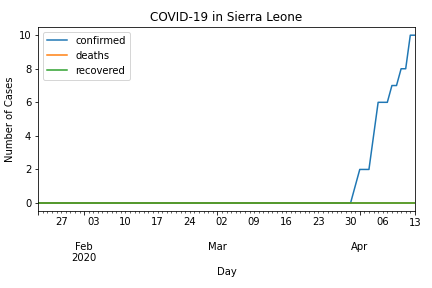 COVID-19 in Sierra Leone
confirmed
deaths
recovered
Number of Cases
10
8
6
4
2
0
27 03 10 17 24 02 09 16 23 30 06 13
Feb Mar Apr
2020
Day